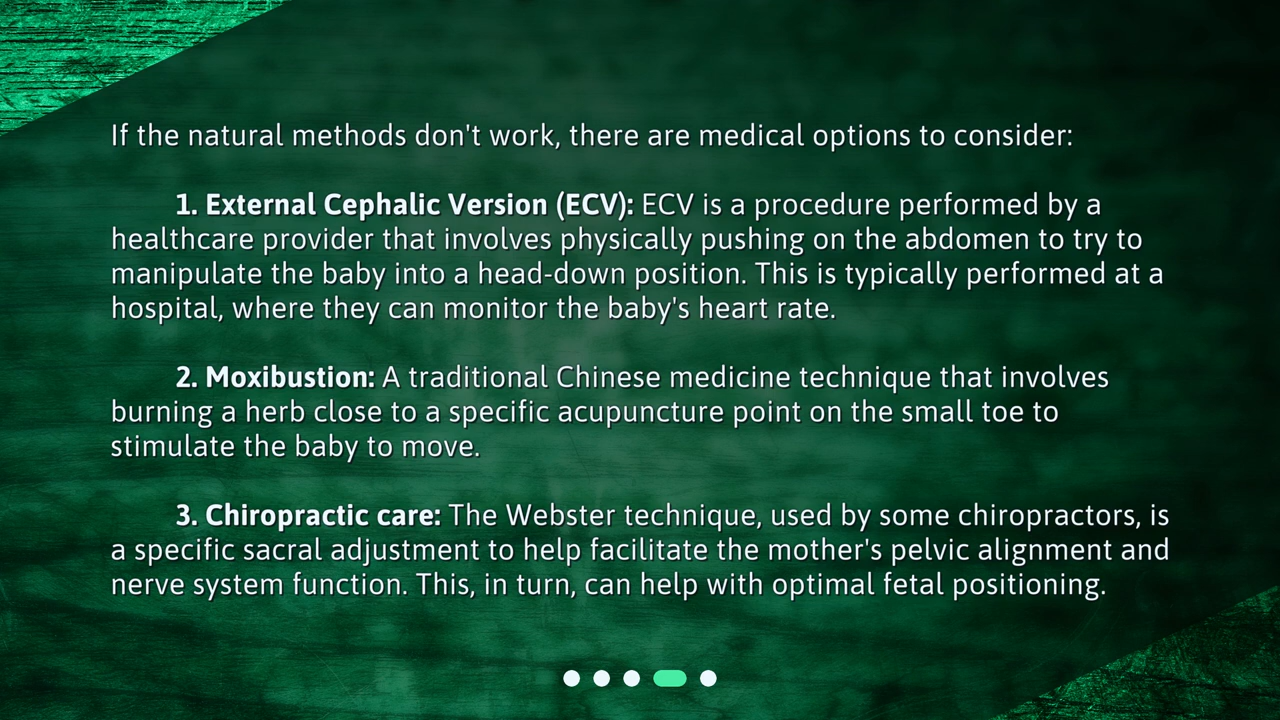 If the natural methods don't work, there are medical options to consider:
1. External Cephalic Version (ECV): ECV is a procedure performed by a
healthcare provider that involves physically pushing on the abdomen to try to
manipulate the baby into a head-down position. This is typically performed at a
hospital, where they can monitor the baby's heart rate.
2. Moxibustion: A traditional Chinese medicine technique that involves
burning a herb close to a specific acupuncture point on the small toe to
stimulate the baby to move.
3. Chiropractic care: The Webster technique, used by some chiropractors, is
a specific sacral adjustment to help facilitate the mother's pelvic alignment and
nerve system function. This, in turn, can help with optimal fetal positioning.